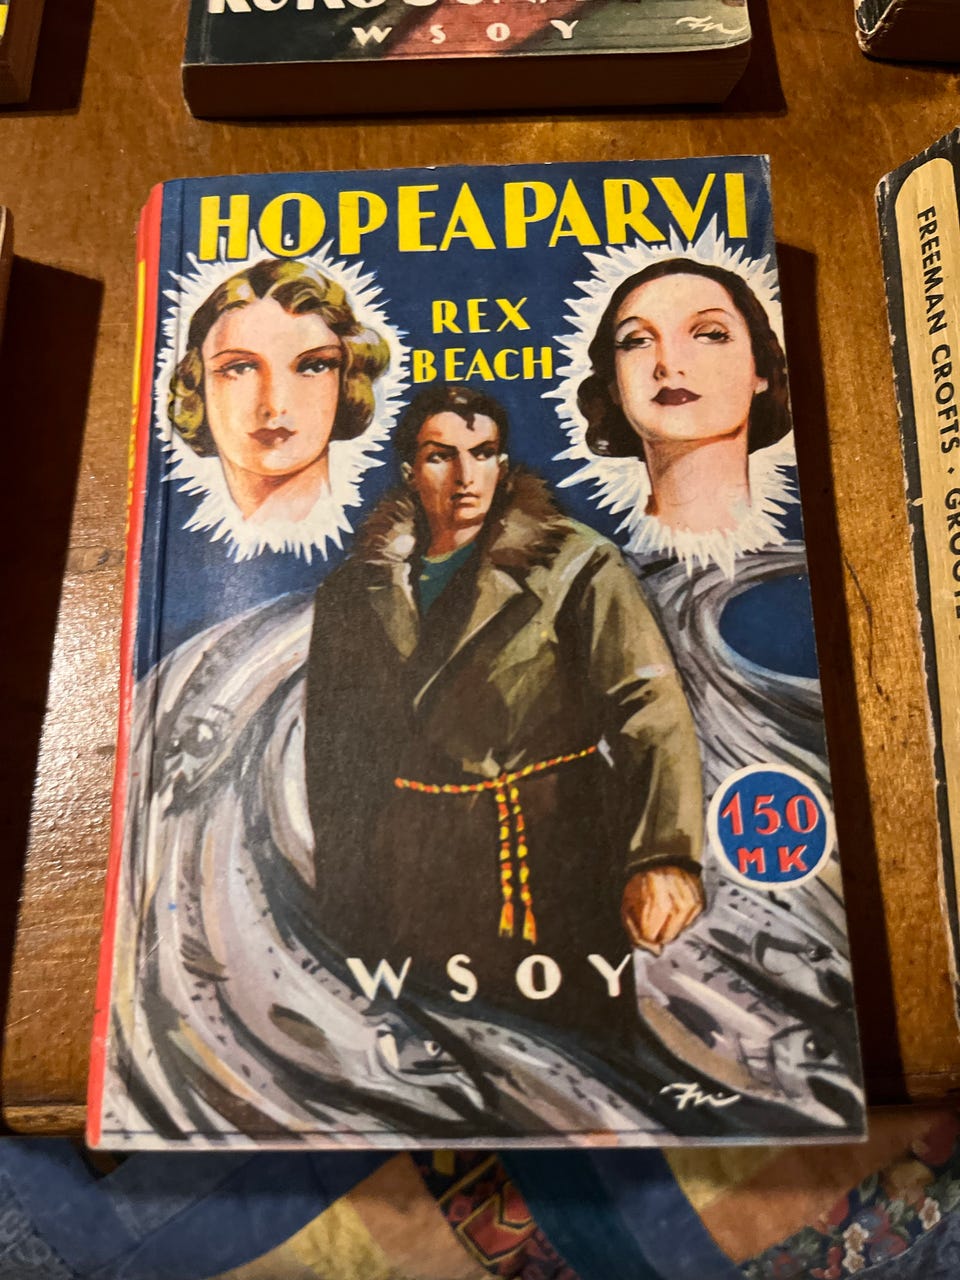 WSOY
HOPEAPARVI
REX
BEACH
150
MK
WSOY
FREEMAN CROFTS